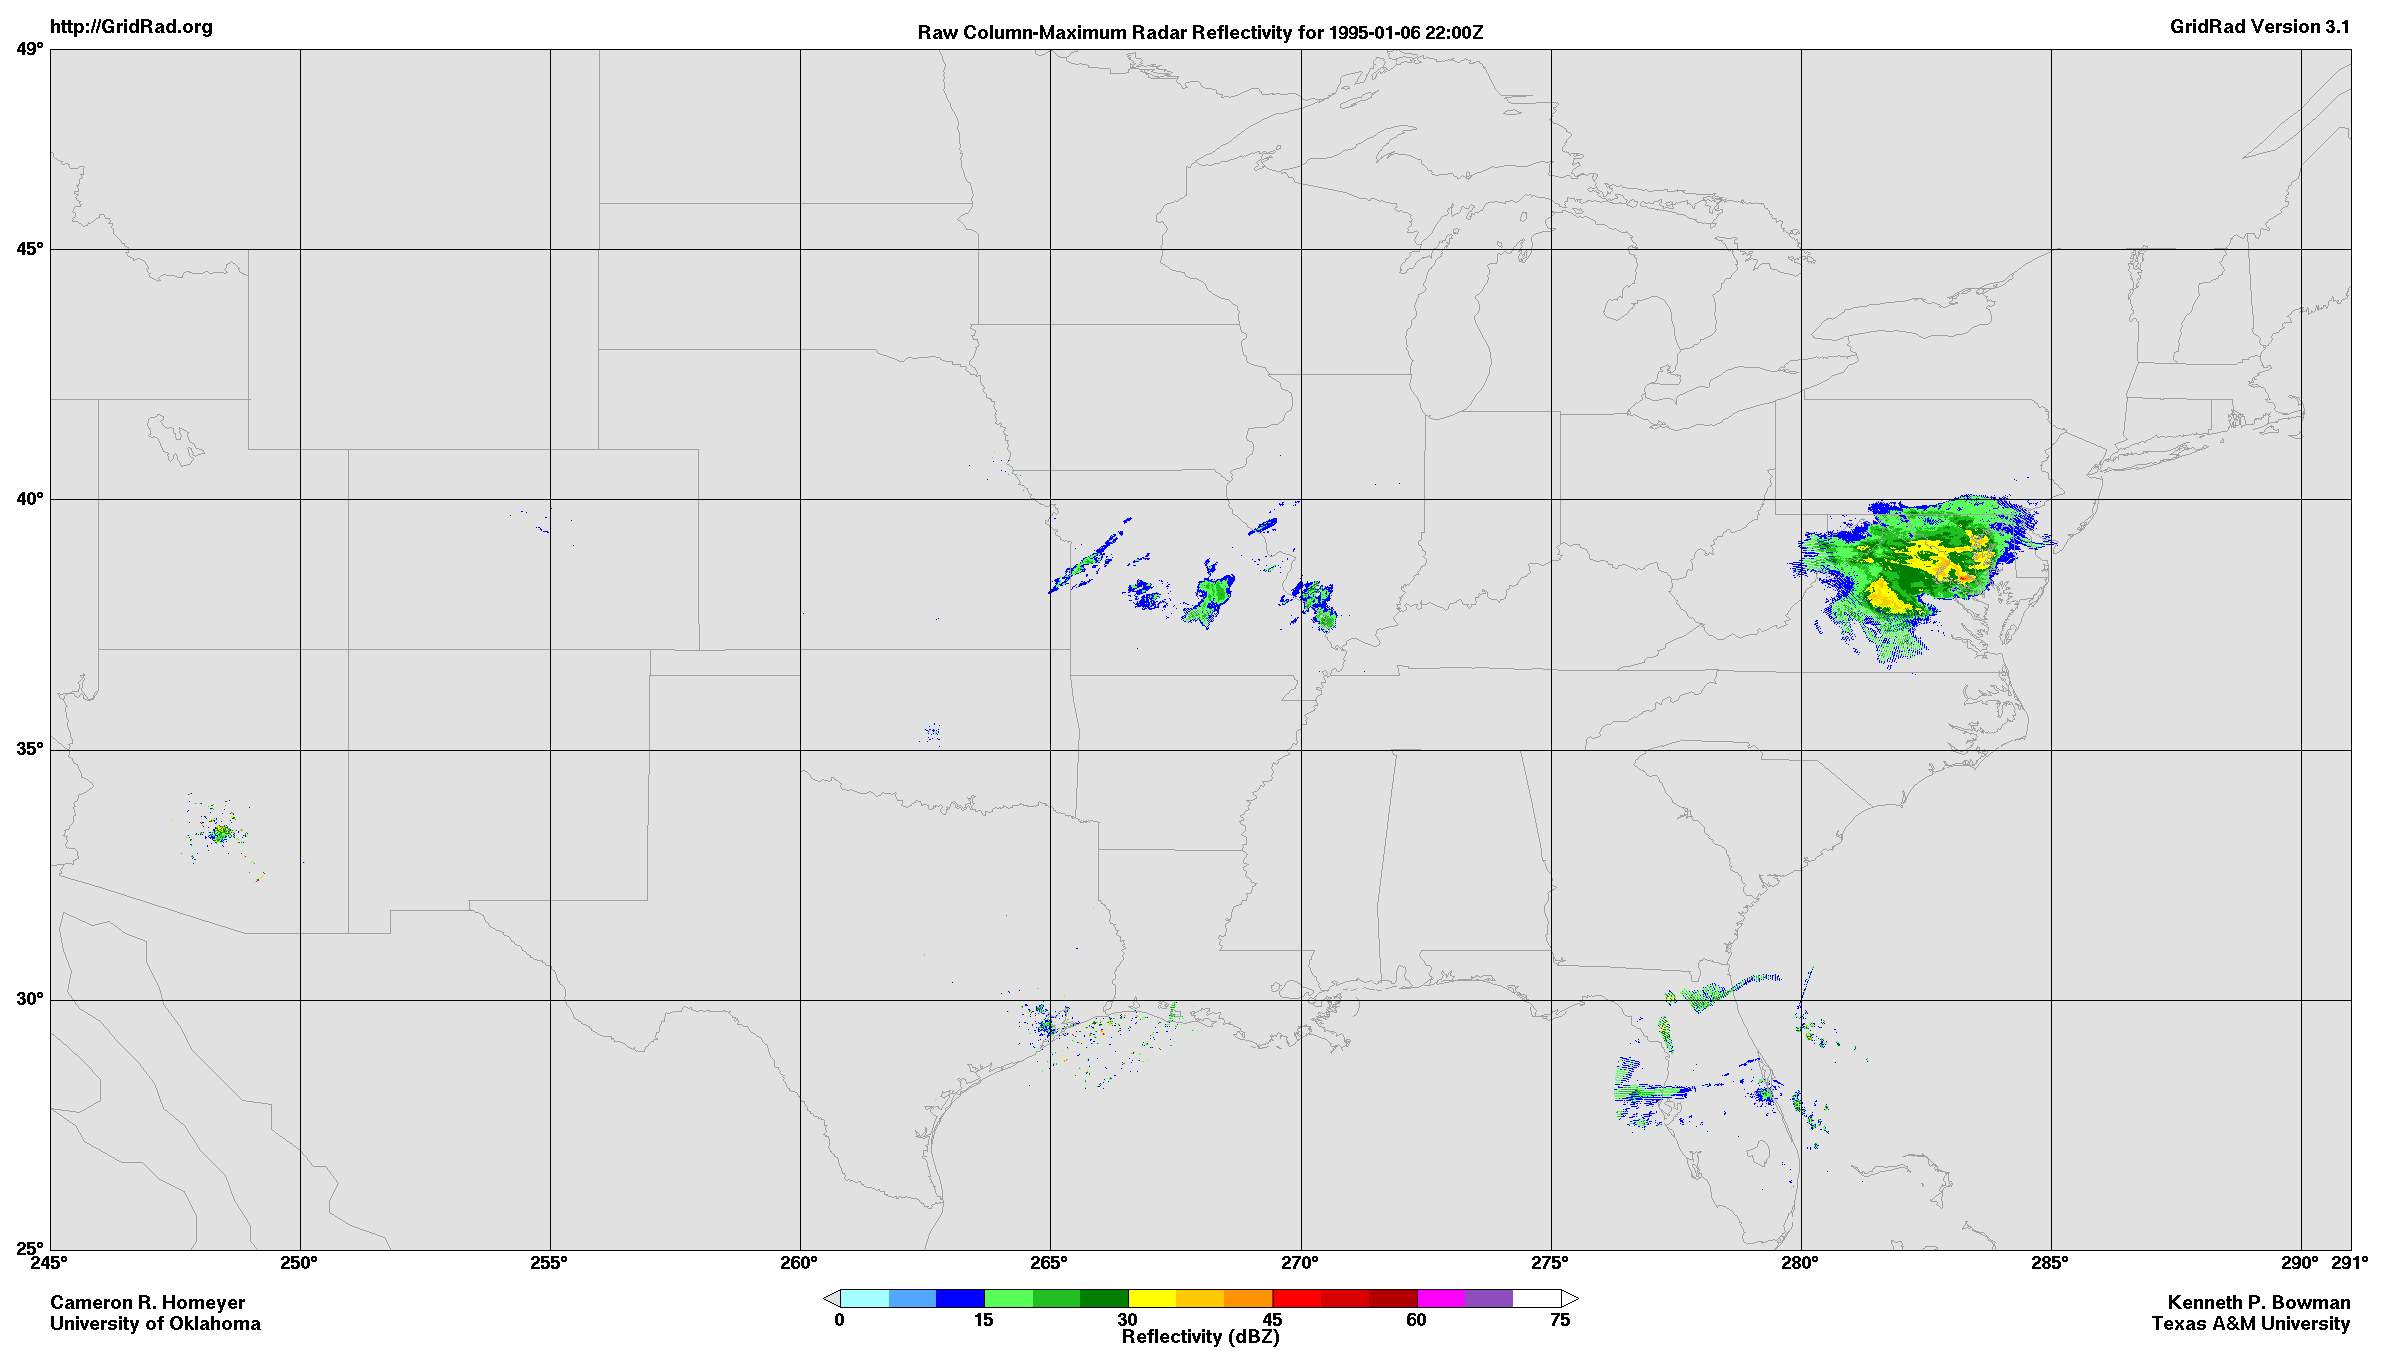 http://GridRad.org
Raw Column-Maximum Radar Reflectivity for 1995-01-06 22:00Z
GridRad Version 3.1
49°
45°
40°
35°
30°
25°
245° 250° 255° 260° 265° 270° 275° 280° 285° 290° 291°
0 15 30 45 60 75
Reflectivity (dBZ)
Cameron R. Homeyer
University of Oklahoma
Kenneth P. Bowman
Texas A&M University